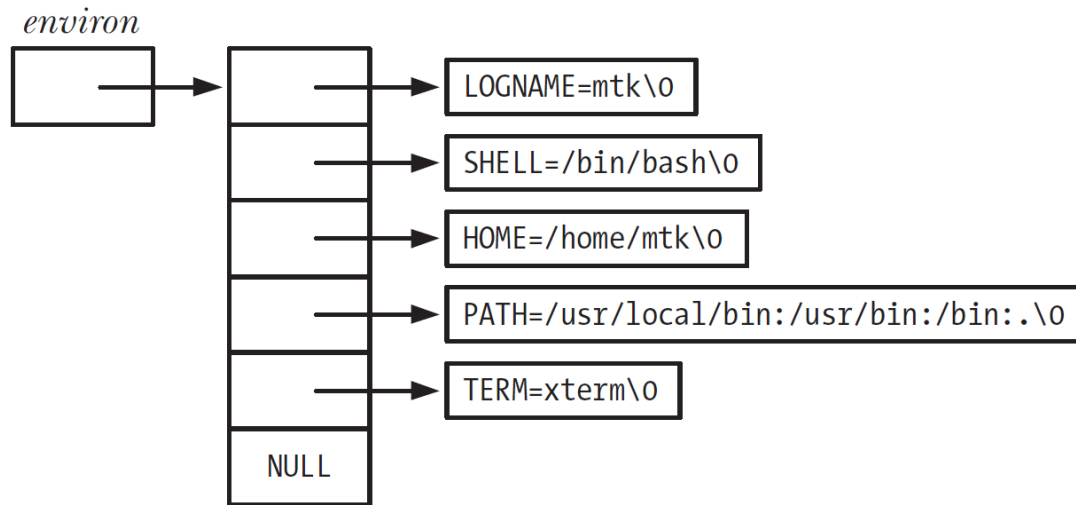 environ
LOGNAME=mtk\0
SHELL=/bin/bash\0
HOME=/home/mtk\0
PATH=/usr/local/bin:/usr/bin:/bin:.\0
TERM=xterm\0
NULL